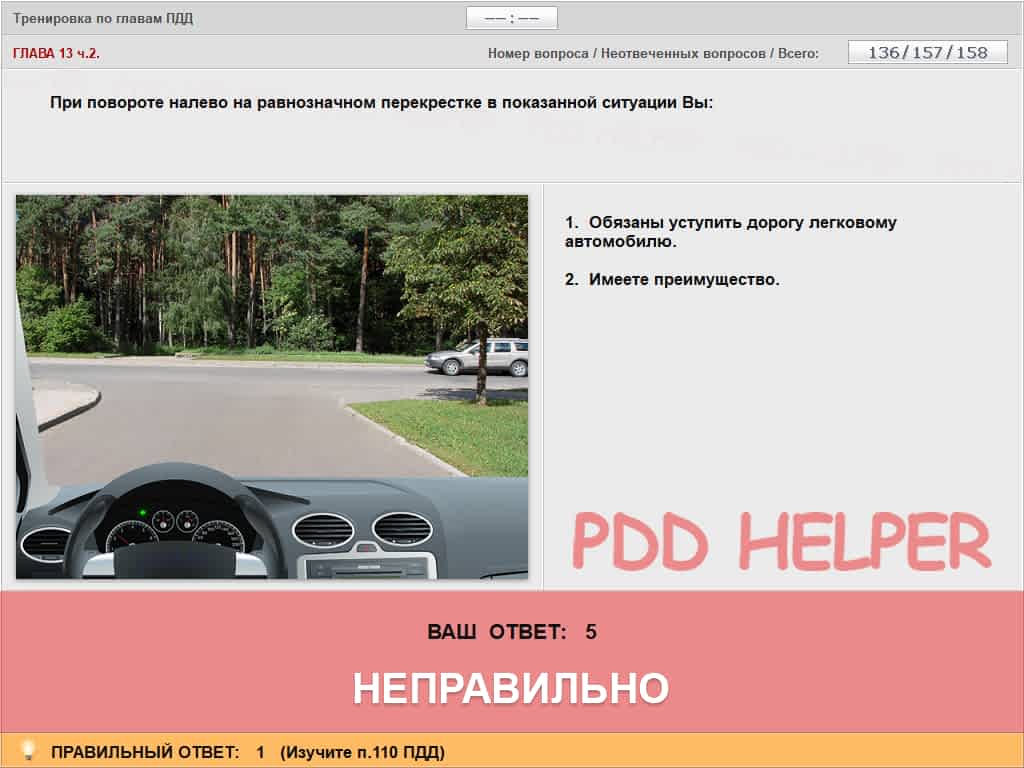 Тренировка по главам ПДД
—— : ——
ГЛАВА 13 ч.2.
Номер вопроса / Неотвеченных вопросов / Всего:
136/157/158
При повороте налево на равнозначном перекрестке в показанной ситуации Вы:
1. Обязаны уступить дорогу легковому
автомобилю.
2. Имеете преимущество.
PDD HELPER
ВАШ ОТВЕТ: 5
НЕПРАВИЛЬНО
ПРАВИЛЬНЫЙ ОТВЕТ: 1 (Изучите п.110 ПДД)